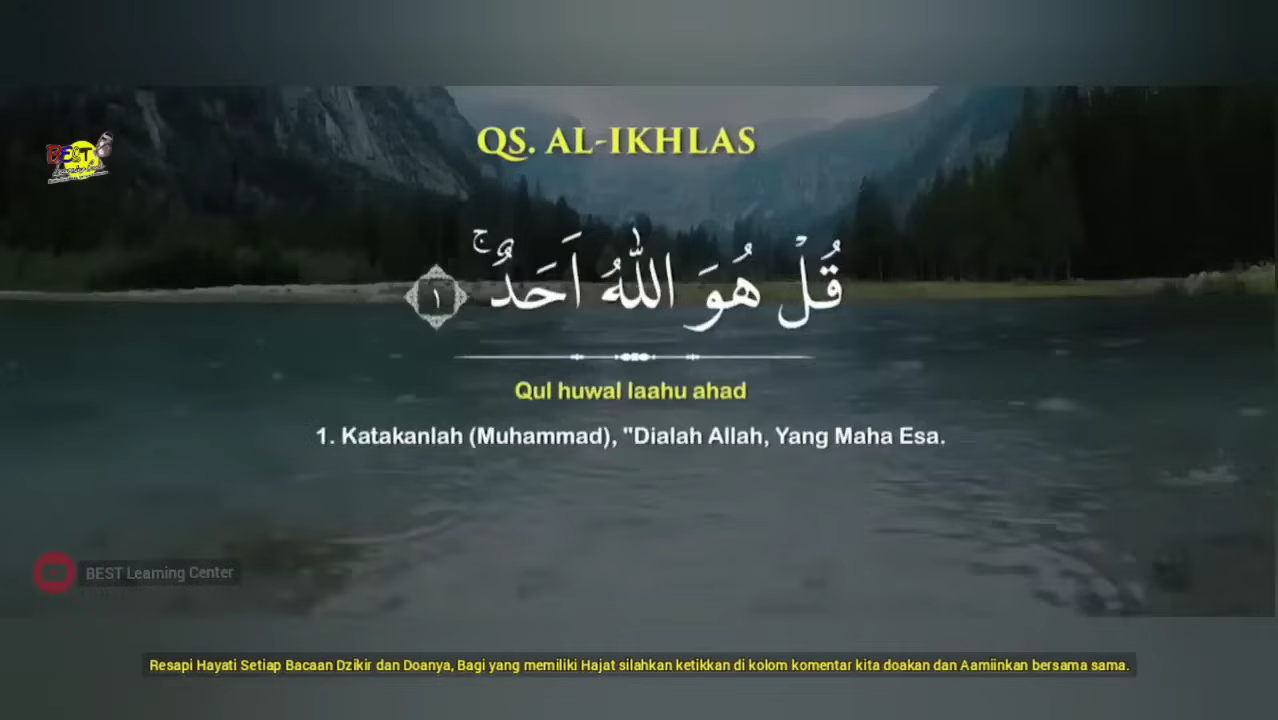 QS. AL-IKHLAS
BEST
قُلْ هُوَ اللّٰهُ اَحَدٌۚ ١
Qul huwal laahu ahad
1. Katakanlah (Muhammad), "Dialah Allah, Yang Maha Esa.
BEST Learning Center
Resapi Hayati Setiap Bacaan Dzikir dan Doanya, Bagi yang memiliki Hajat silahkan ketikkan di kolom komentar kita doakan dan Aamiinkan bersama sama.